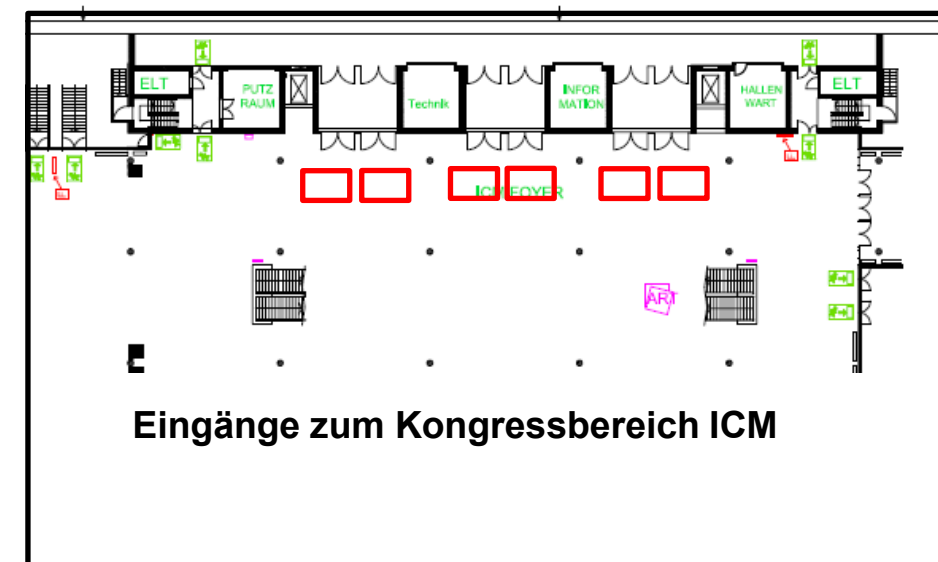 ELT
PUTZ
RAUM
Technik
INFOR
MATION
HALLEN
WART
ELT
ICM FOYER
ART
Eingänge zum Kongressbereich ICM